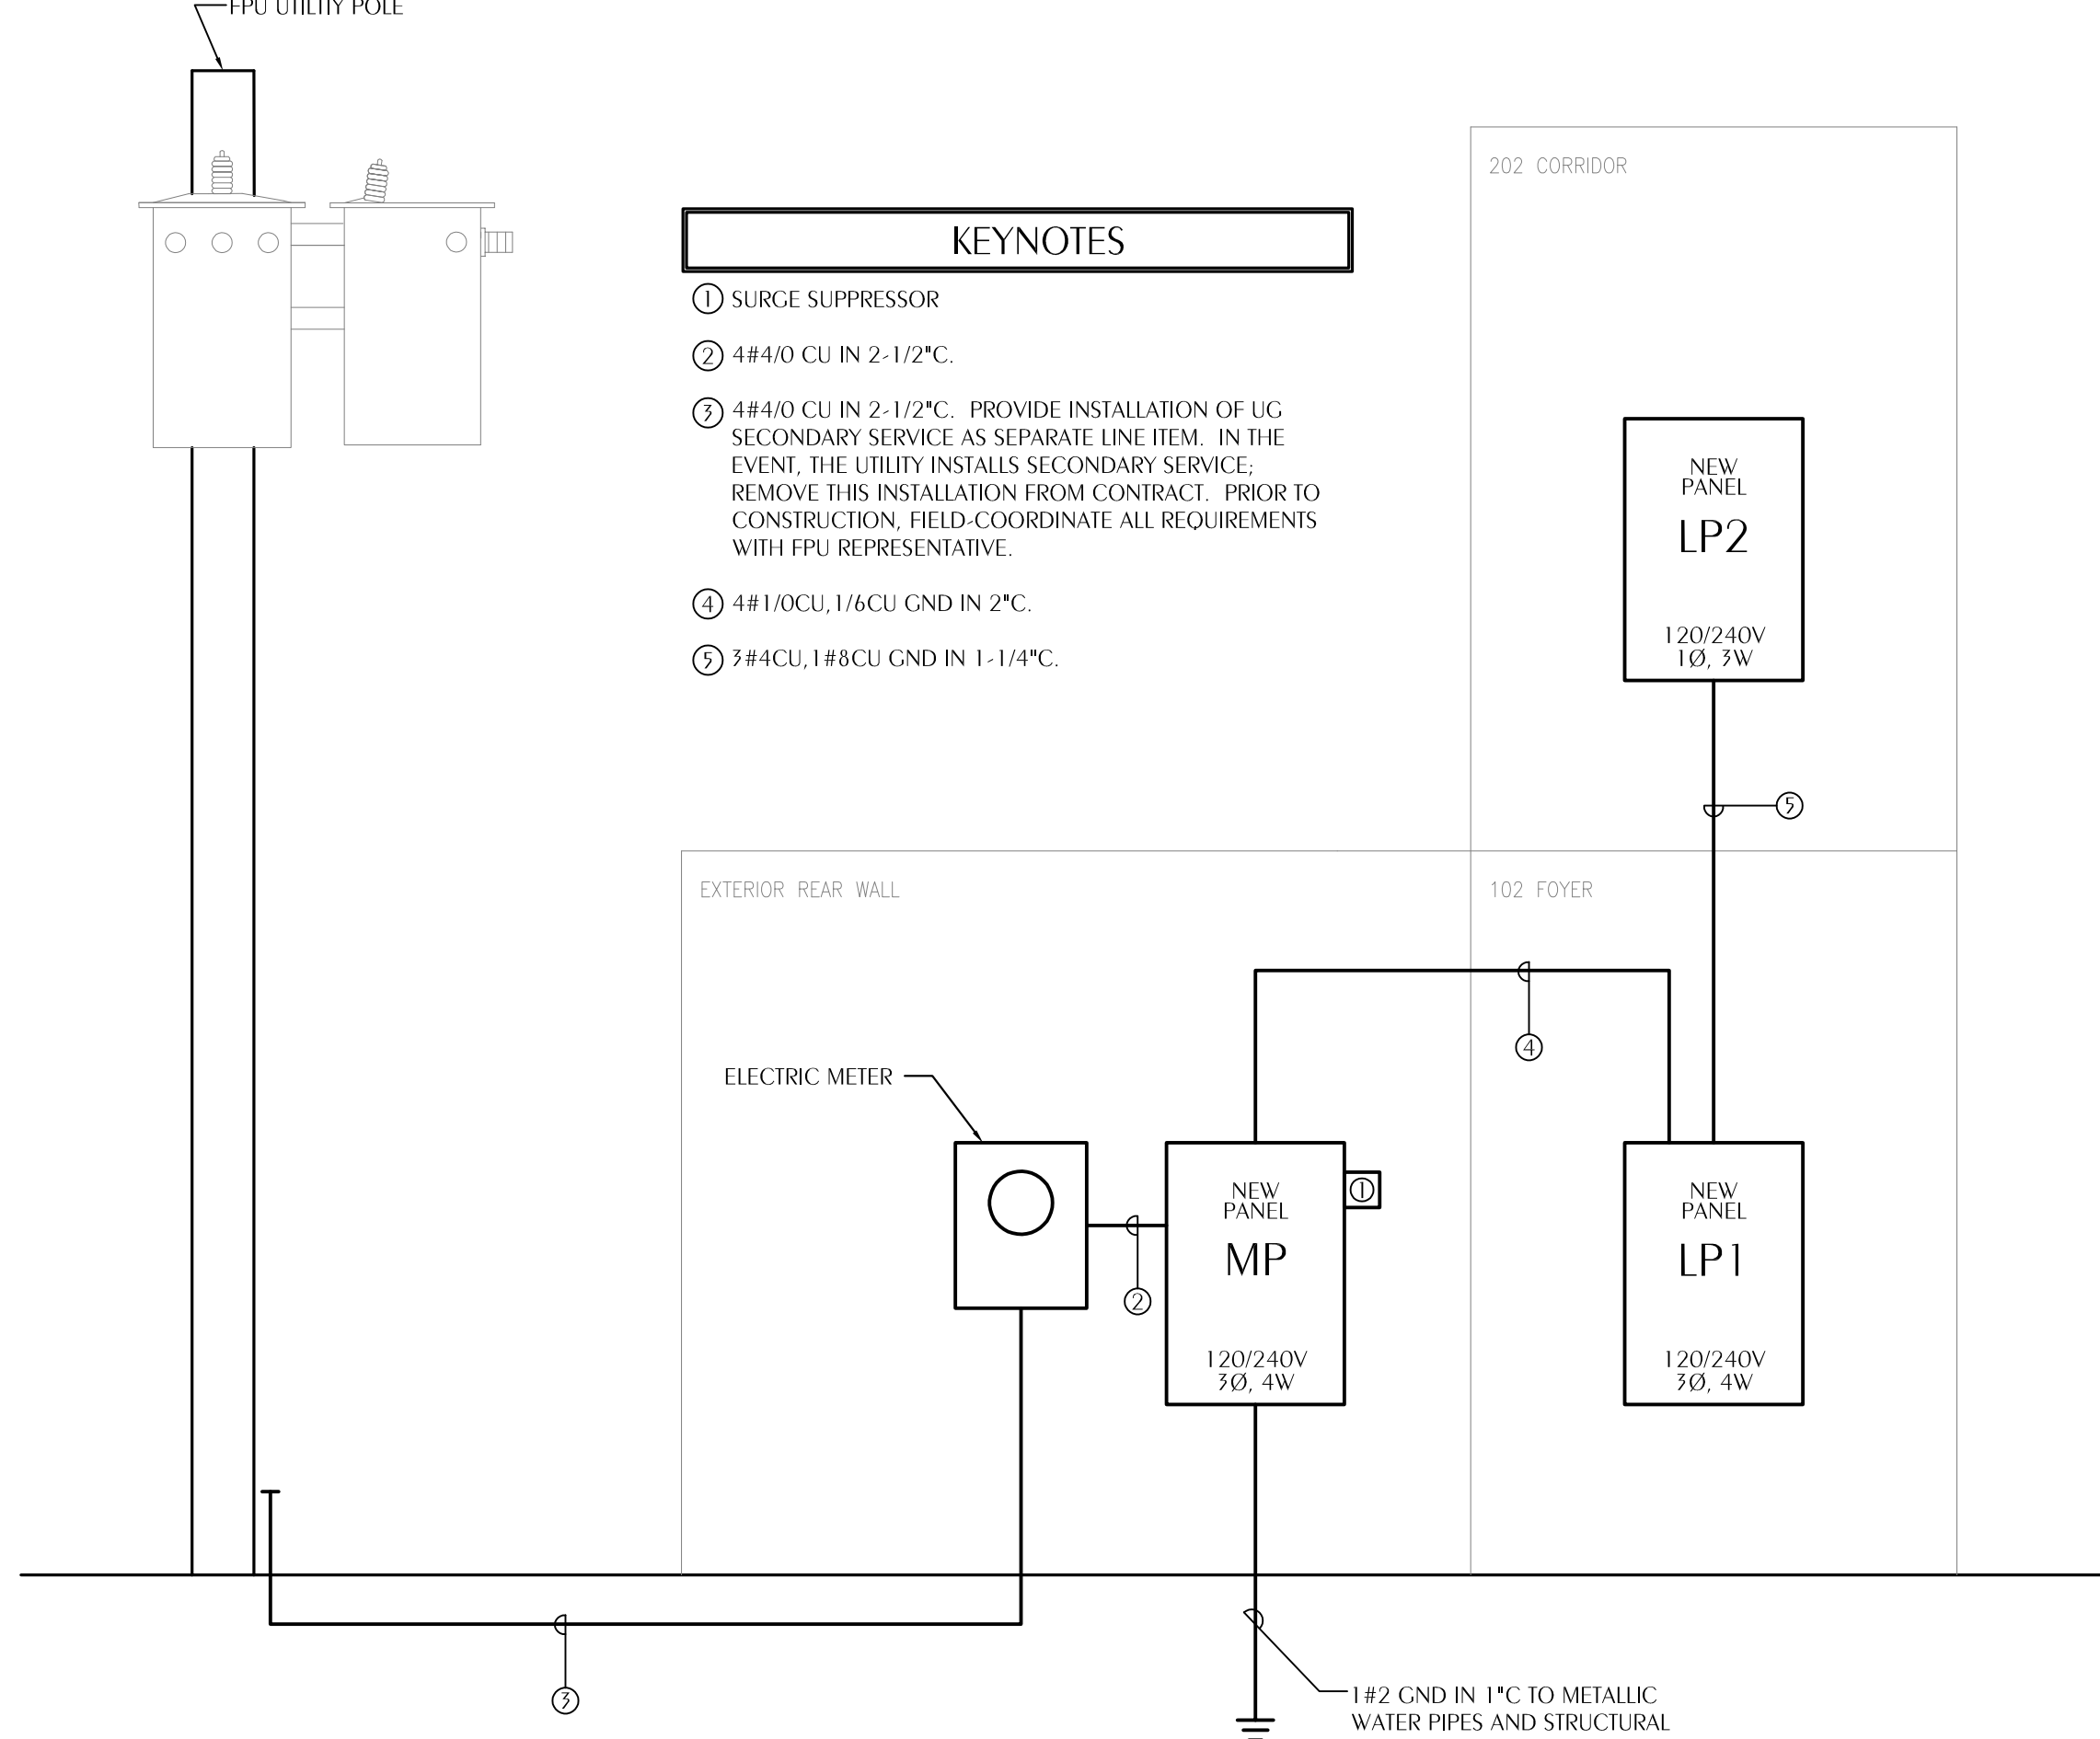 FPU UTILITY POLE
202 CORRIDOR
KEYNOTES
1 SURGE SUPPRESSOR
2 4#4/0 CU IN 2-1/2"C.
3 4#4/0 CU IN 2-1/2"C. PROVIDE INSTALLATION OF UG
SECONDARY SERVICE AS SEPARATE LINE ITEM. IN THE
EVENT, THE UTILITY INSTALLS SECONDARY SERVICE;
REMOVE THIS INSTALLATION FROM CONTRACT. PRIOR TO
CONSTRUCTION, FIELD-COORDINATE ALL REQUIREMENTS
WITH FPU REPRESENTATIVE.
4 4#1/0CU,1/6CU GND IN 2"C.
5 3#4CU,1#8CU GND IN 1-1/4"C.
NEW
PANEL
LP2
120/240V
1Ø, 3W
5
EXTERIOR REAR WALL
102 FOYER
4
ELECTRIC METER
2
NEW
PANEL
MP
120/240V
3Ø, 4W
1
NEW
PANEL
LP1
120/240V
3Ø, 4W
3
1#2 GND IN 1"C TO METALLIC
WATER PIPES AND STRUCTURAL